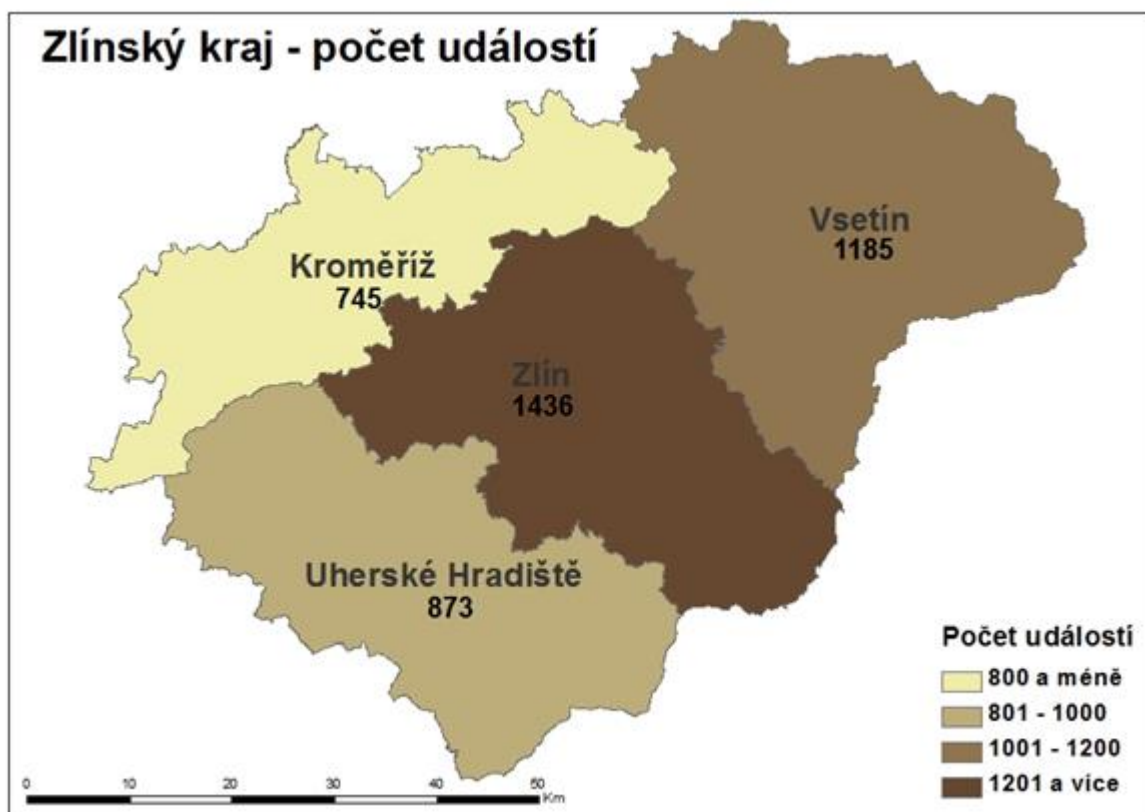 Zlínský kraj - počet událostí
Vsetín
1185
Kroměříž
745
Zlín
1436
Uherské Hradiště
873
Počet událostí
800 a méně
801 - 1000
1001 - 1200
1201 a více
0 10 20 30 40 50
Km